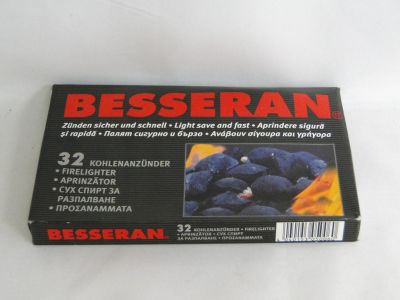 BESSERAN®
Zünden sicher und schnell • Light save and fast • Aprindere sigură
şi rapidă • Палят сигурно и бързо • Ανάβουν σίγουρα και γρήγορα
32 KOHLENANZÜNDER
• FIRELIGHTER
• APRINZĂTOR
• СУХ СПИРТ ЗА
РАЗПАЛВАНЕ
• ΠΡΟΣΑΝΑΜΜΑΤΑ
BESSERAN®
32 KOHLENANZÜNDER • FIRELIGHTER
• APRINZĂTOR • СУХ СПИРТ
ЗА РАЗПАЛВАНЕ • ΠΡΟΣΑΝΑΜΜΑΤΑ